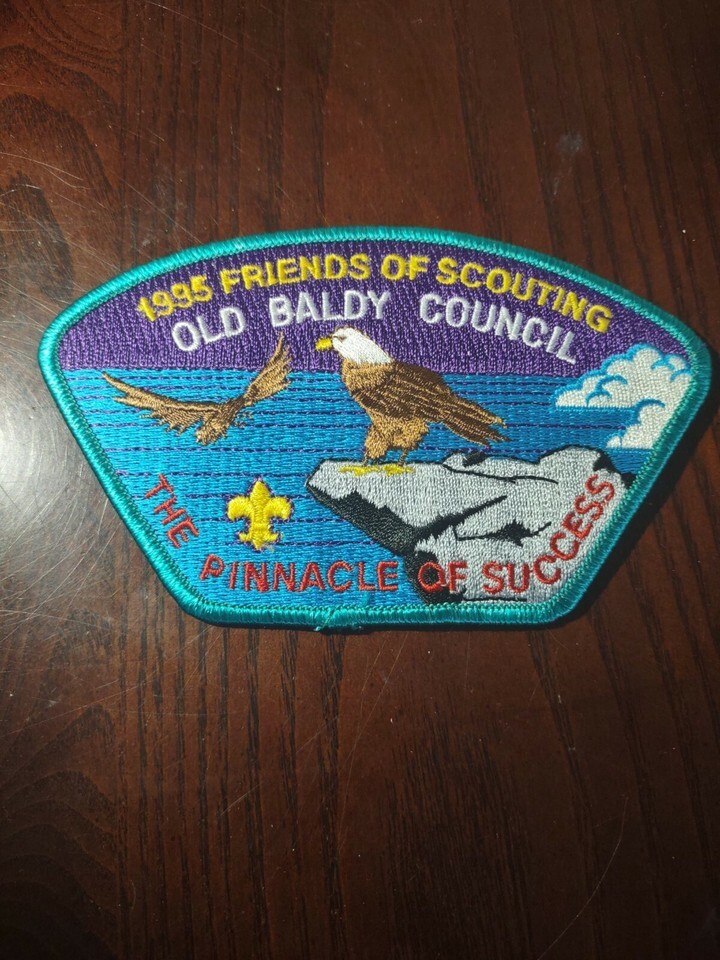 1995 FRIENDS OF SCOUTING
OLD BALDY COUNCIL
THE PINNACLE OF SUCCESS